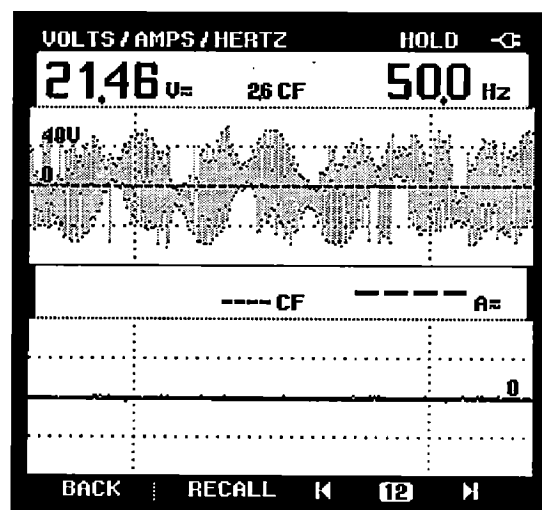 VOLTS/AMPS/HERTZ HOLD
21.46 V≂ 2.6 CF 50.0 Hz
40V
0
---- CF ---- A≂
0
BACK RECALL 12